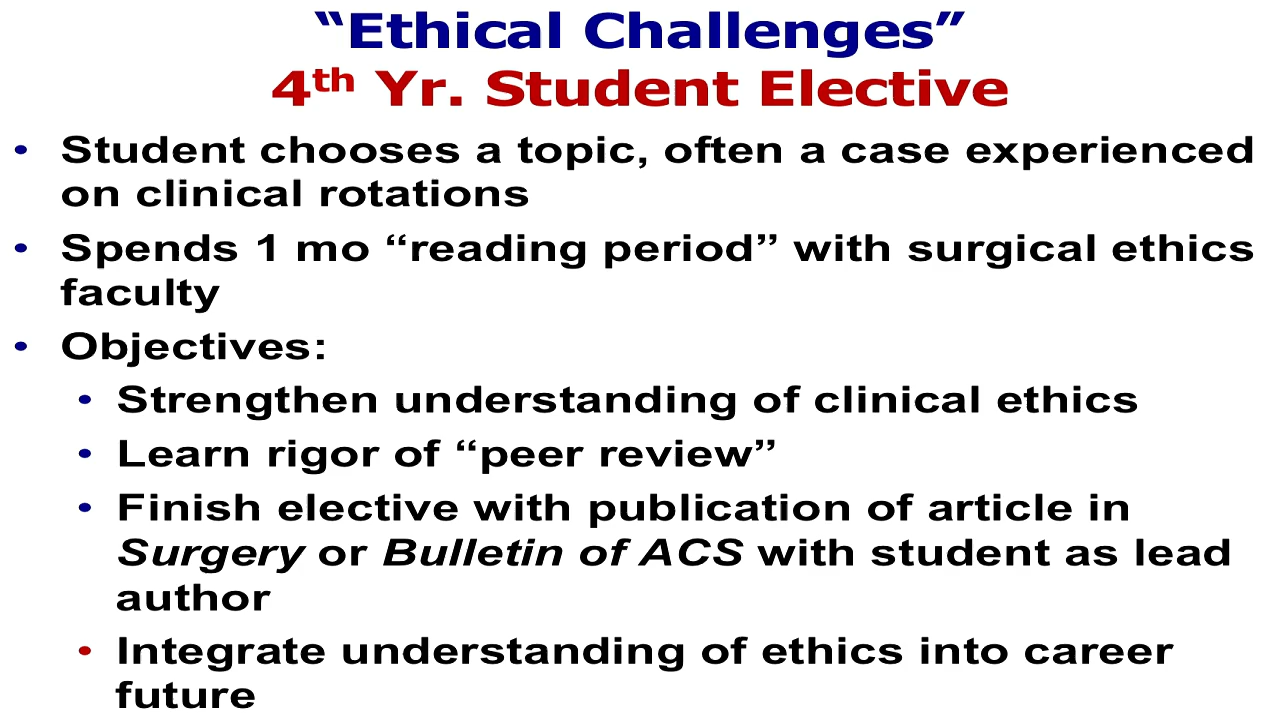 “Ethical Challenges”
4th Yr. Student Elective
• Student chooses a topic, often a case experienced
on clinical rotations
• Spends 1 mo “reading period” with surgical ethics
faculty
• Objectives:
• Strengthen understanding of clinical ethics
• Learn rigor of “peer review”
• Finish elective with publication of article in
Surgery or Bulletin of ACS with student as lead
author
• Integrate understanding of ethics into career
future